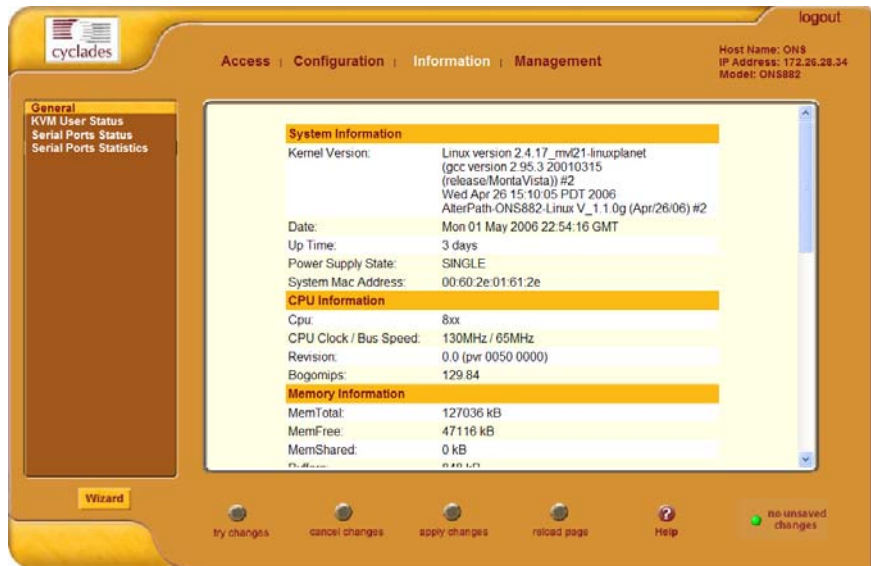 cyclades
logout
Access | Configuration | Information | Management
Host Name: ONS
IP Address: 172.26.28.34
Model: ONS882
General
KVM User Status
Serial Ports Status
Serial Ports Statistics
System Information
Kernel Version: Linux version 2.4.17_mvl21-linuxplanet
(gcc version 2.95.3 20010315
(release/MontaVista)) #2
Wed Apr 26 15:10:05 PDT 2006
AlterPath-ONS882-Linux V_1.1.0g (Apr/26/06) #2
Date: Mon 01 May 2006 22:54:16 GMT
Up Time: 3 days
Power Supply State: SINGLE
System Mac Address: 00:60:2e:01:61:2e
CPU Information
Cpu: 8xx
CPU Clock / Bus Speed: 130MHz / 65MHz
Revision: 0.0 (pvr 0050 0000)
Bogomips: 129.84
Memory Information
MemTotal: 127036 kB
MemFree: 47116 kB
MemShared: 0 kB
Wizard
try changes
cancel changes
apply changes
reload page
Help
no unsaved
changes